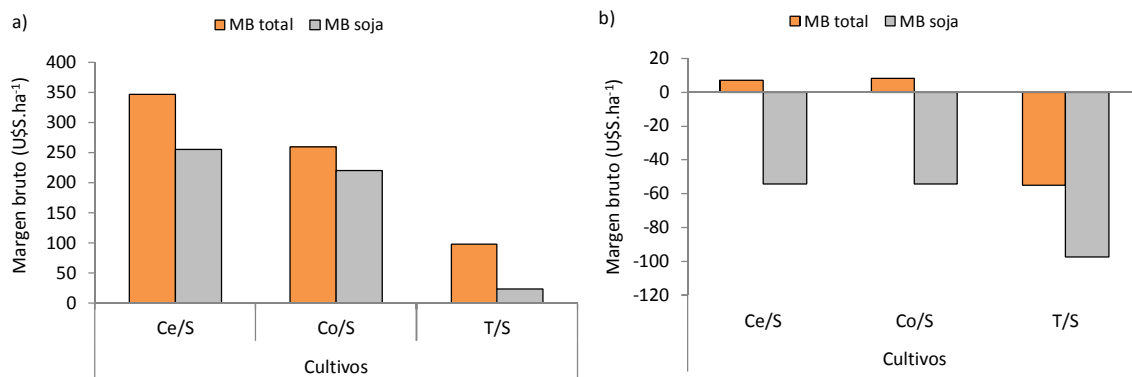 a)
MB total MB soja
Margen bruto (U$S.ha⁻¹)
400
350
300
250
200
150
100
50
0
Ce/S Co/S T/S
Cultivos
b)
MB total MB soja
Margen bruto (U$S.ha⁻¹)
20
0
-20
-40
-60
-80
-100
-120
Ce/S Co/S T/S
Cultivos